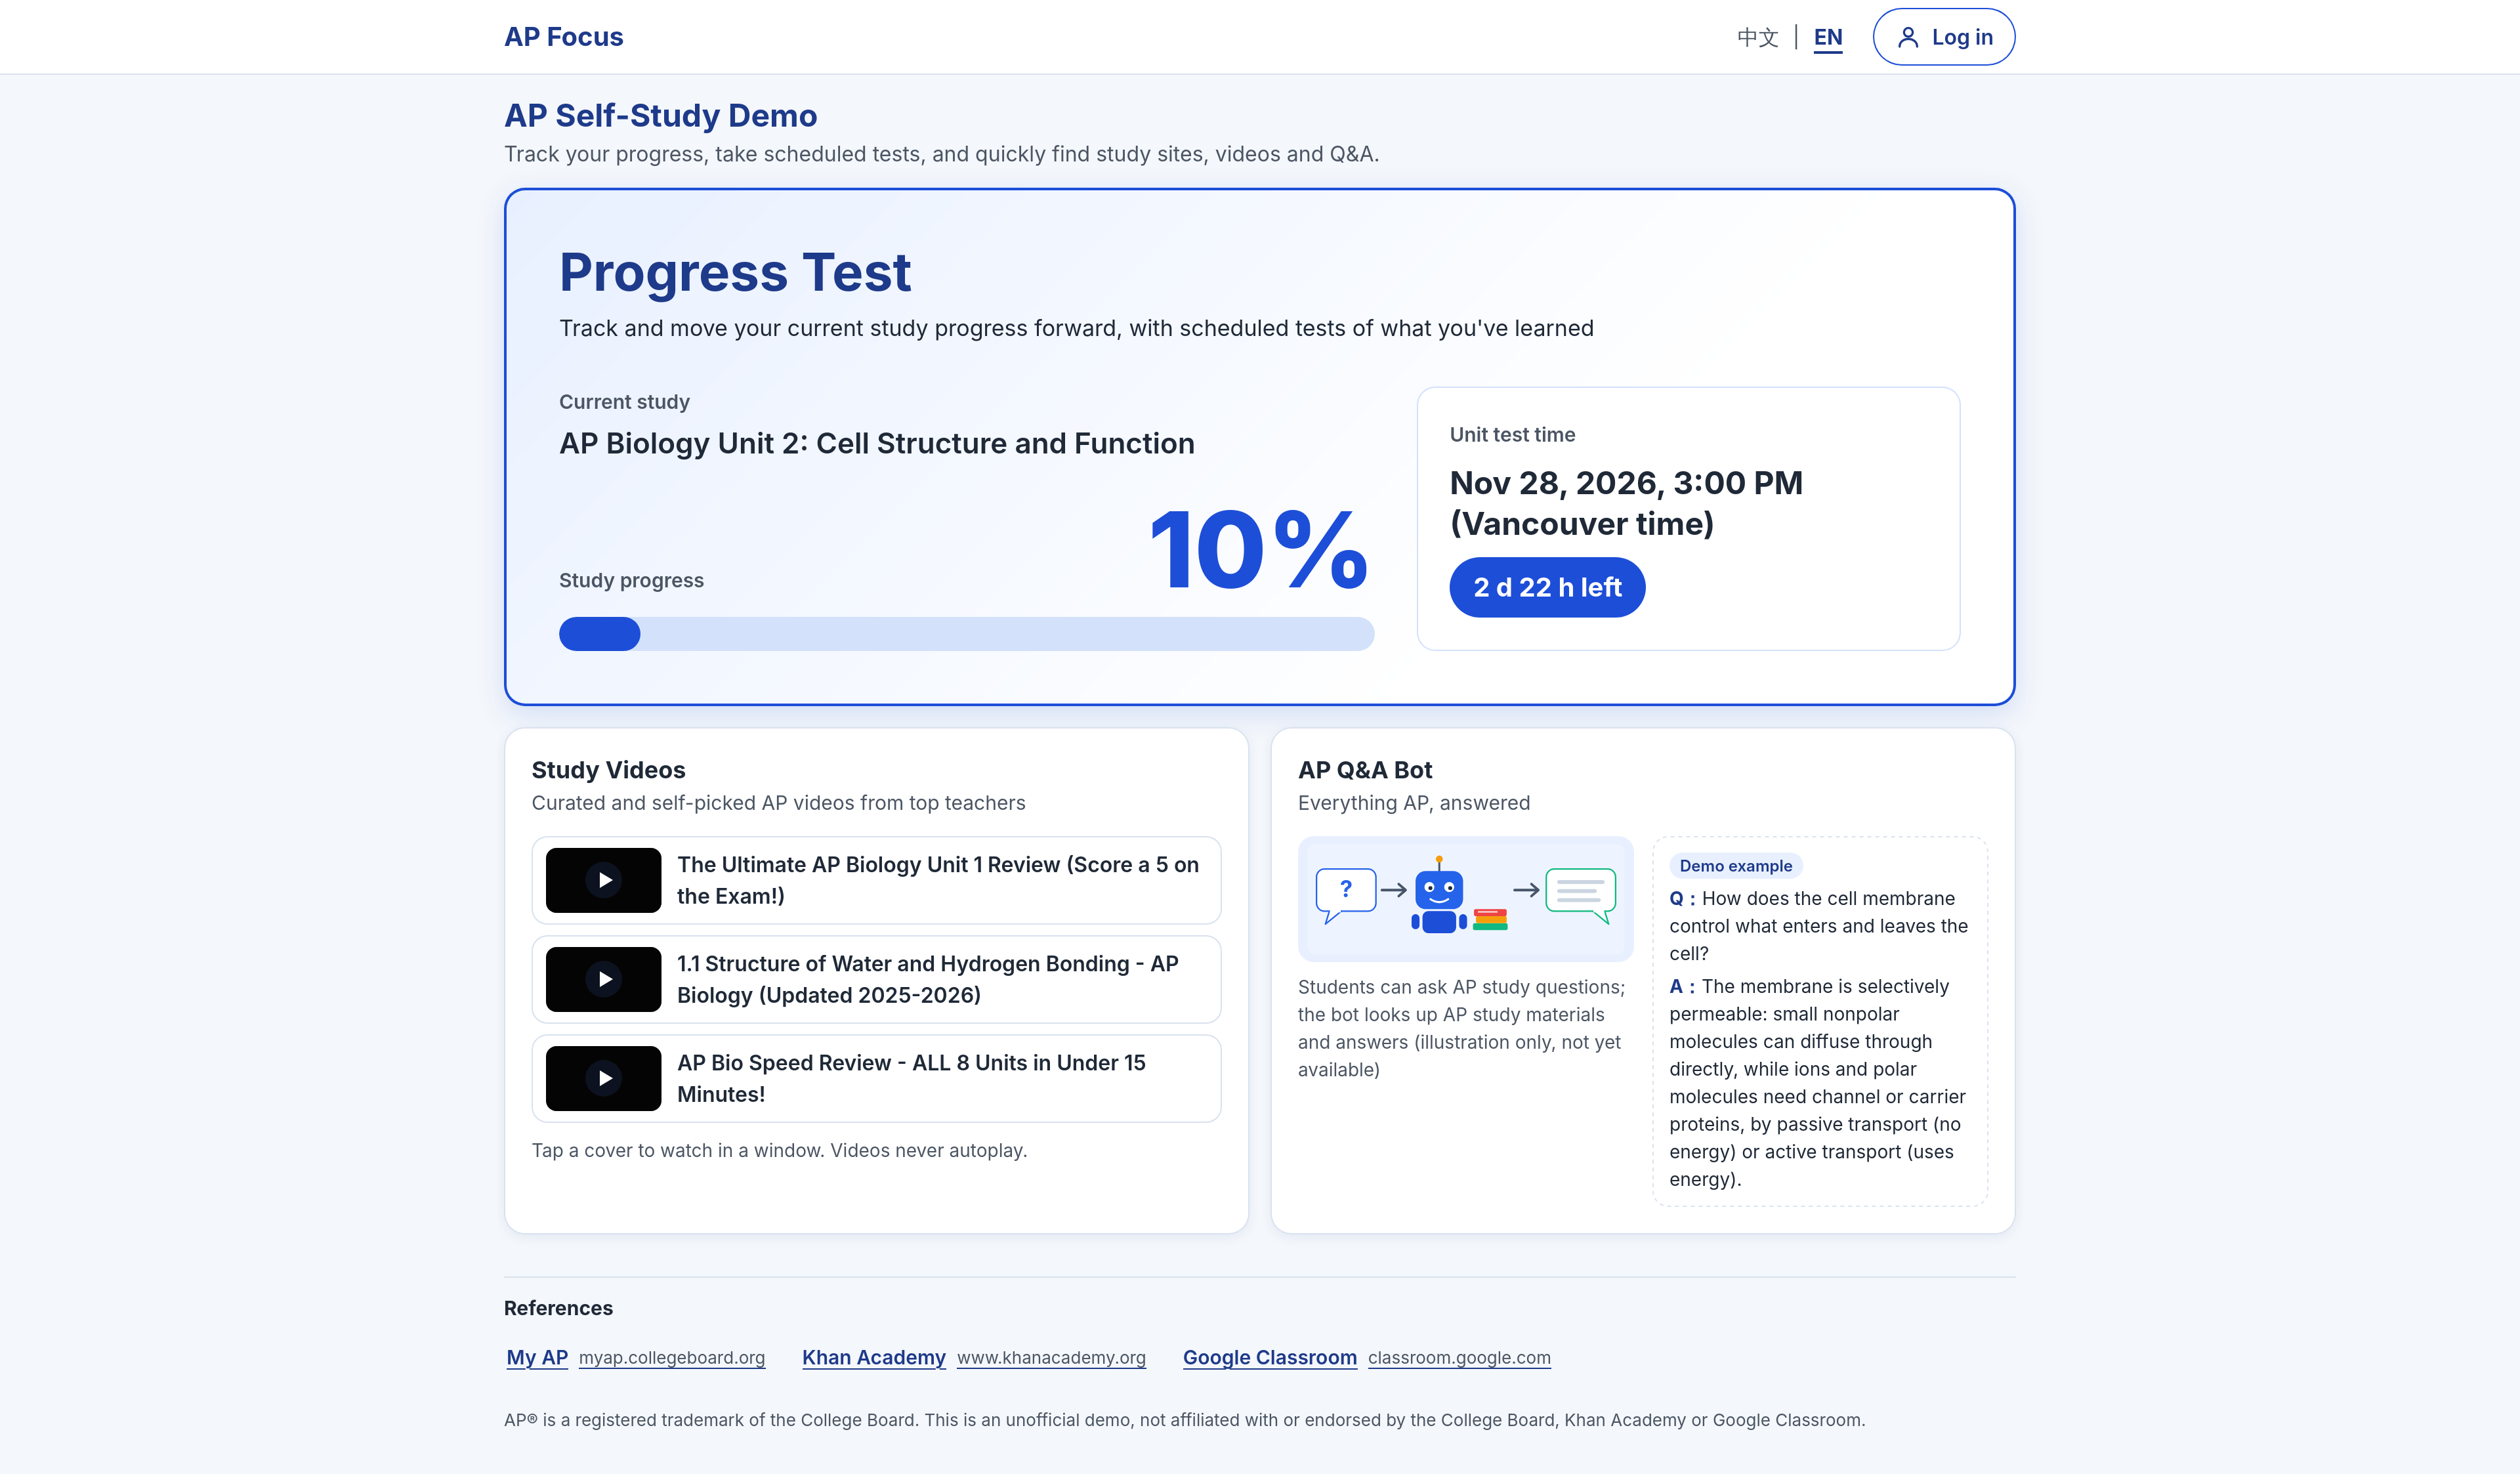 AP Focus
中文 | EN
Log in
AP Self-Study Demo
Track your progress, take scheduled tests, and quickly find study sites, videos and Q&A.
Progress Test
Track and move your current study progress forward, with scheduled tests of what you've learned
Current study
AP Biology Unit 2: Cell Structure and Function
Study progress
10%
Unit test time
Nov 28, 2026, 3:00 PM
(Vancouver time)
2 d 22 h left
Study Videos
Curated and self-picked AP videos from top teachers
The Ultimate AP Biology Unit 1 Review (Score a 5 on
the Exam!)
1.1 Structure of Water and Hydrogen Bonding - AP
Biology (Updated 2025-2026)
AP Bio Speed Review - ALL 8 Units in Under 15
Minutes!
Tap a cover to watch in a window. Videos never autoplay.
AP Q&A Bot
Everything AP, answered
?
Students can ask AP study questions;
the bot looks up AP study materials
and answers (illustration only, not yet
available)
Demo example
Q： How does the cell membrane
control what enters and leaves the
cell?
A： The membrane is selectively
permeable: small nonpolar
molecules can diffuse through
directly, while ions and polar
molecules need channel or carrier
proteins, by passive transport (no
energy) or active transport (uses
energy).
References
My AP myap.collegeboard.org Khan Academy www.khanacademy.org Google Classroom classroom.google.com
AP® is a registered trademark of the College Board. This is an unofficial demo, not affiliated with or endorsed by the College Board, Khan Academy or Google Classroom.